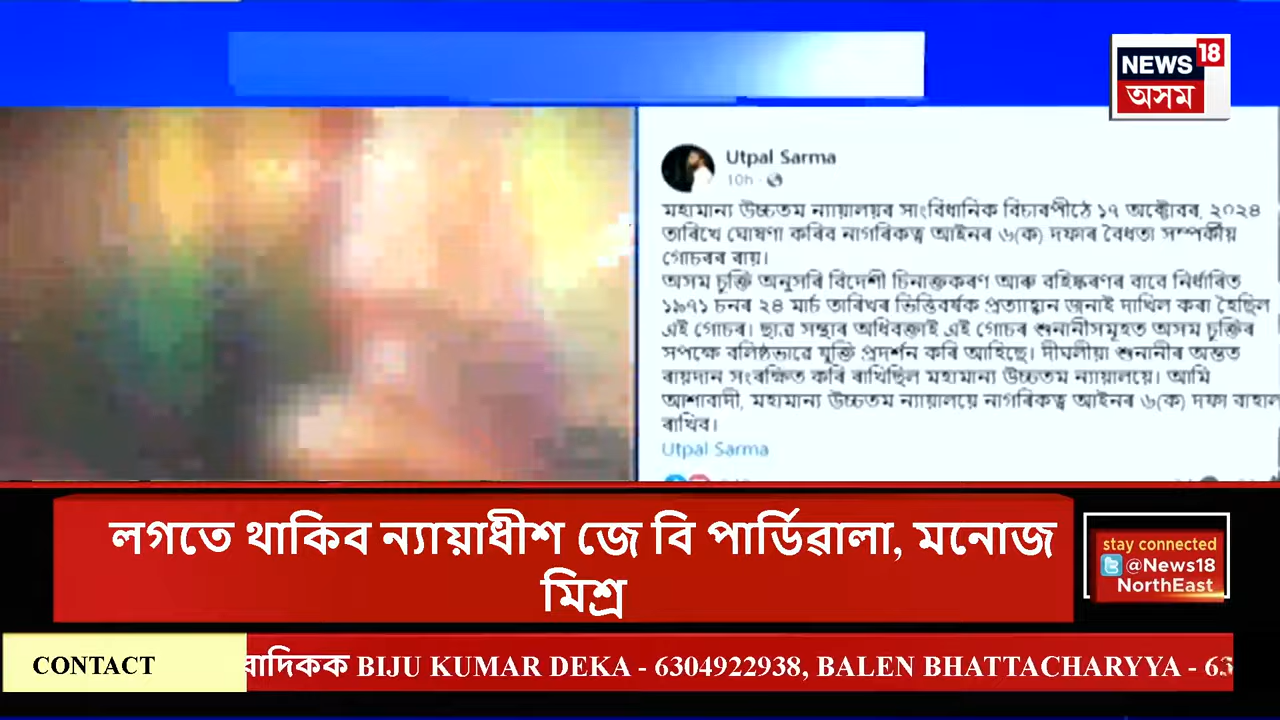 NEWS 18
অসম
Utpal Sarma
10h
মহামান্য উচ্চতম ন্যায়ালয়ৰ সাংবিধানিক বিচাৰপীঠে ১৭ অক্টোবৰ, ২০২৪
তাৰিখে ঘোষণা কৰিব নাগৰিকত্ব আইনৰ ৬(ক) দফাৰ বৈধতা সম্পৰ্কীয়
গোচৰৰ ৰায়।
অসম চুক্তি অনুসৰি বিদেশী চিনাক্তকৰণ আৰু বহিষ্কৰণৰ বাবে নিৰ্ধাৰিত
১৯৭১ চনৰ ২৪ মাৰ্চ তাৰিখৰ ভিত্তিবৰ্ষক প্ৰত্যাহ্বান জনাই দাখিল কৰা হৈছিল
এই গোচৰ। ছাত্ৰ সন্থাৰ অধিবক্তাই এই গোচৰ শুনানীসমূহত অসম চুক্তিৰ
সপক্ষে বলিষ্ঠভাৱে যুক্তি প্ৰদৰ্শন কৰি আহিছে। দীঘলীয়া শুনানীৰ অন্তত
ৰায়দান সংৰক্ষিত কৰি ৰাখিছিল মহামান্য উচ্চতম ন্যায়ালয়ে। আমি
আশাবাদী, মহামান্য উচ্চতম ন্যায়ালয়ে নাগৰিকত্ব আইনৰ ৬(ক) দফা বাহাল
ৰাখিব।
Utpal Sarma
লগতে থাকিব ন্যায়াধীশ জে বি পাৰ্ডিৱালা, মনোজ
মিশ্ৰ
stay connected
@News18
NorthEast
CONTACT
বাদিকক BIJU KUMAR DEKA - 6304922938, BALEN BHATTACHARYYA - 63